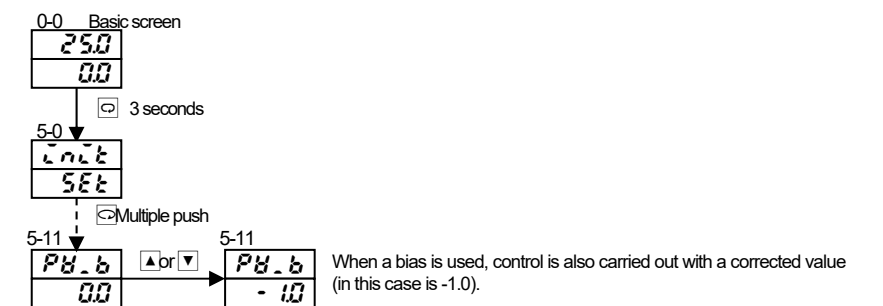 0-0 Basic screen
25.0
0.0
3 seconds
5-0
init
SEt
Multiple push
5-11
PV_b
0.0
▲ or ▼
5-11
PV_b
- 1.0
When a bias is used, control is also carried out with a corrected value
(in this case is -1.0).